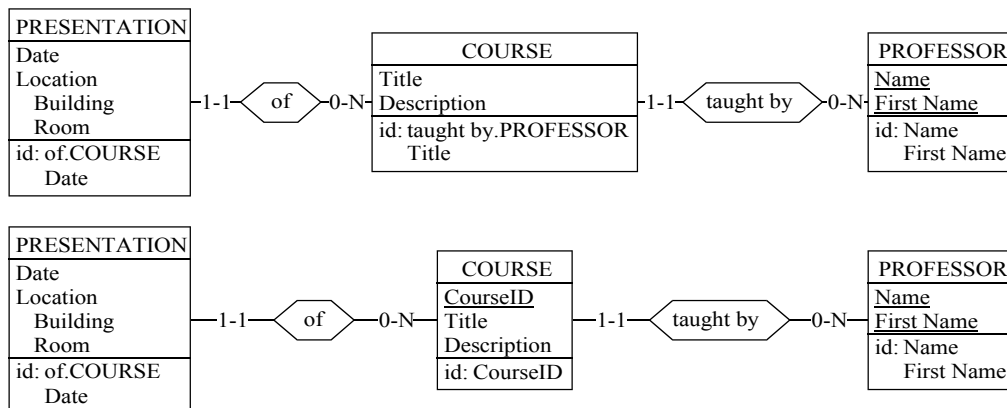 PRESENTATION
Date
Location
Building
Room
id: of.COURSE
Date
1-1
of
0-N
COURSE
Title
Description
id: taught by.PROFESSOR
Title
1-1
taught by
0-N
PROFESSOR
Name
First Name
id: Name
First Name
PRESENTATION
Date
Location
Building
Room
id: of.COURSE
Date
1-1
of
0-N
COURSE
CourseID
Title
Description
id: CourseID
1-1
taught by
0-N
PROFESSOR
Name
First Name
id: Name
First Name